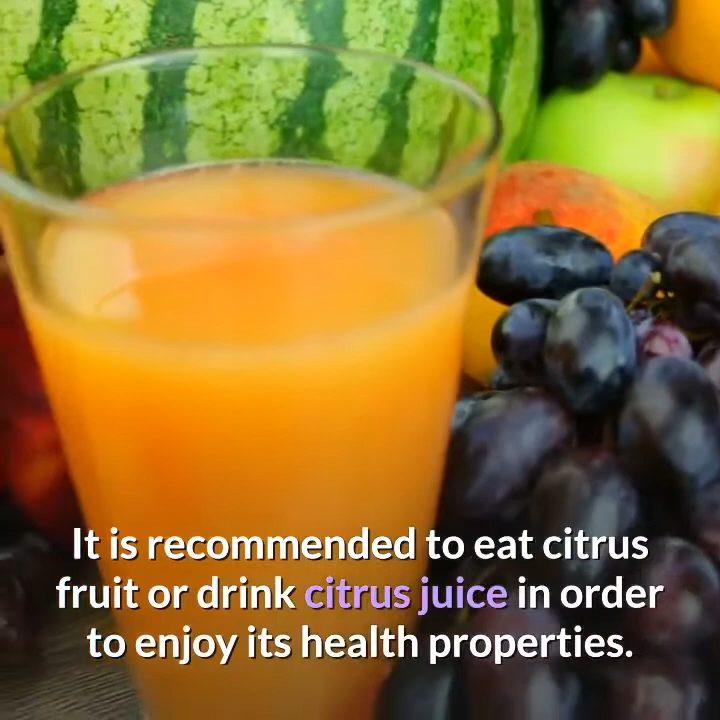 It is recommended to eat citrus
fruit or drink citrus juice in order
to enjoy its health properties.